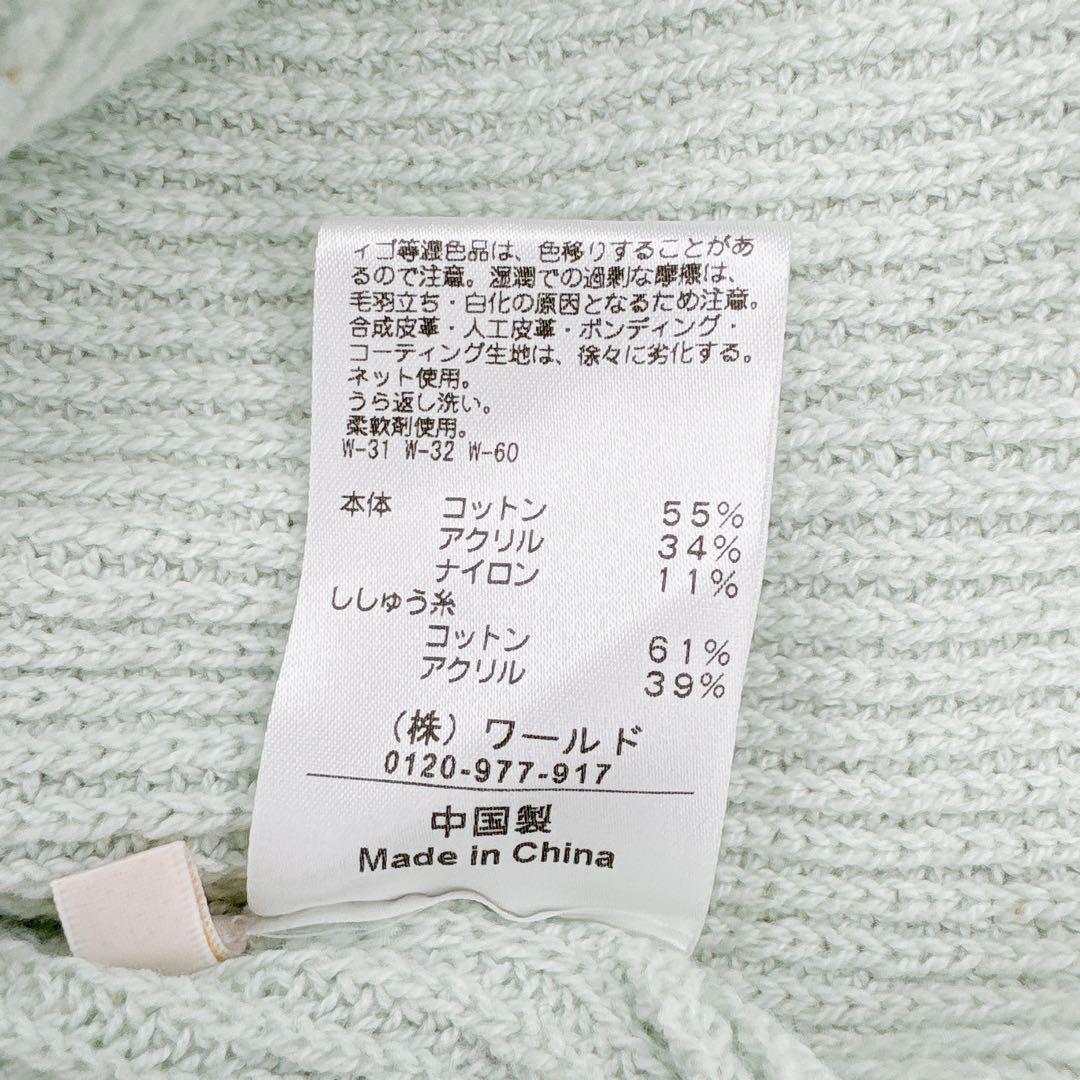 ィゴ等濃色品は、色移りすることがあ
るので注意。湿潤での過剰な摩擦は、
毛羽立ち・白化の原因となるため注意。
合成皮革・人工皮革・ボンディング・
コーティング生地は、徐々に劣化する。
ネット使用。
うら返し洗い。
柔軟剤使用。
W-31 W-32 W-60
本体 コットン 55%
アクリル 34%
ナイロン 11%
ししゅう糸
コットン 61%
アクリル 39%
(株) ワールド
0120-977-917
中国製
Made in China